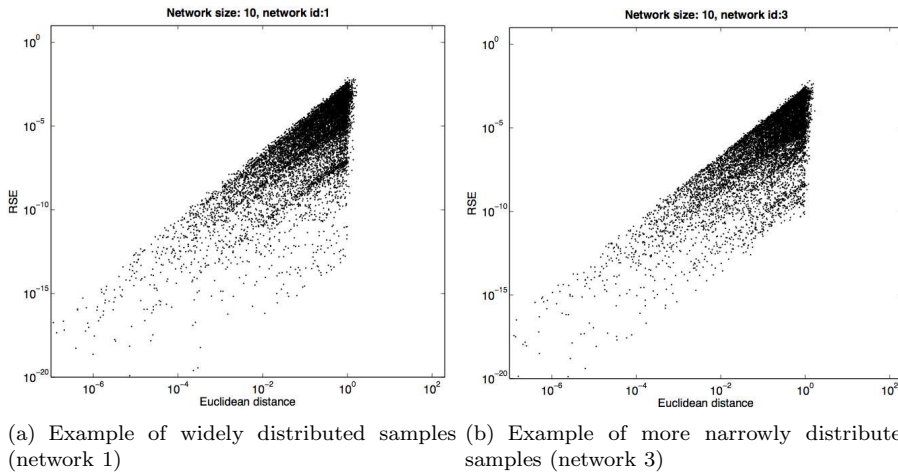 Network size: 10, network id:1
RSE
10^0
10^−5
10^−10
10^−15
10^−20
10^−6
10^−4
10^−2
10^0
10^2
Euclidean distance
(a) Example of widely distributed samples
(network 1)
Network size: 10, network id:3
RSE
10^0
10^−5
10^−10
10^−15
10^−20
10^−6
10^−4
10^−2
10^0
10^2
Euclidean distance
(b) Example of more narrowly distribute
samples (network 3)